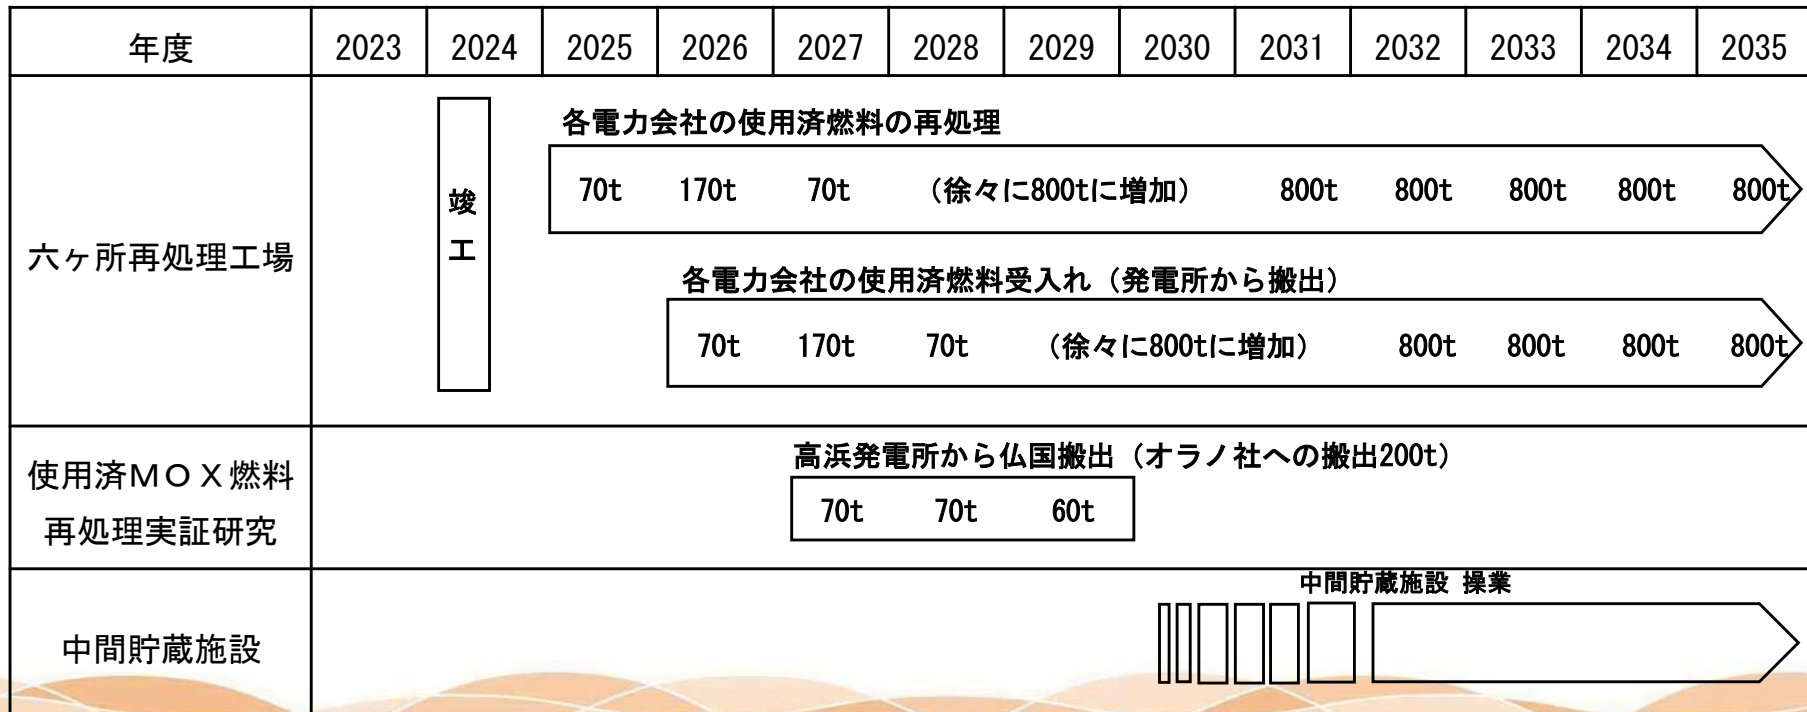 年度 2023 2024 2025 2026 2027 2028 2029 2030 2031 2032 2033 2034 2035
六ヶ所再処理工場
竣工
各電力会社の使用済燃料の再処理
70t 170t 70t （徐々に800tに増加） 800t 800t 800t 800t 800t
各電力会社の使用済燃料受入れ（発電所から搬出）
70t 170t 70t （徐々に800tに増加） 800t 800t 800t 800t
使用済ＭＯＸ燃料
再処理実証研究
高浜発電所から仏国搬出（オラノ社への搬出200t）
70t 70t 60t
中間貯蔵施設
中間貯蔵施設 操業